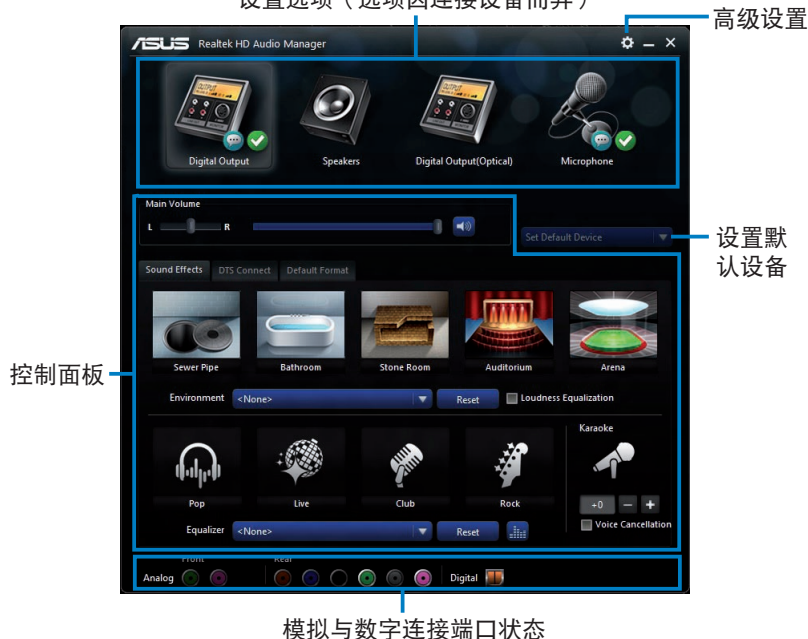 设置选项（选项因连接设备而异）
高级设置
ASUS Realtek HD Audio Manager
Digital Output
Speakers
Digital Output(Optical)
Microphone
Main Volume
L R
Set Default Device
设置默
认设备
Sound Effects DTS Connect Default Format
控制面板
Sewer Pipe
Bathroom
Stone Room
Auditorium
Arena
Environment <None> Reset Loudness Equalization
Karaoke
Pop
Live
Club
Rock
+0 − +
Equalizer <None> Reset
Voice Cancellation
Front Rear
Analog Digital
模拟与数字连接端口状态